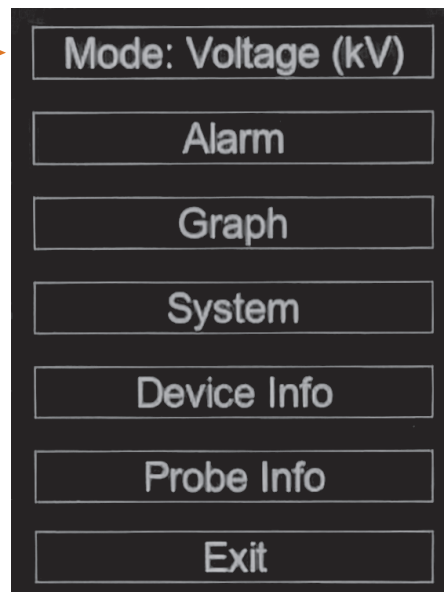 Mode: Voltage (kV)
Alarm
Graph
System
Device Info
Probe Info
Exit